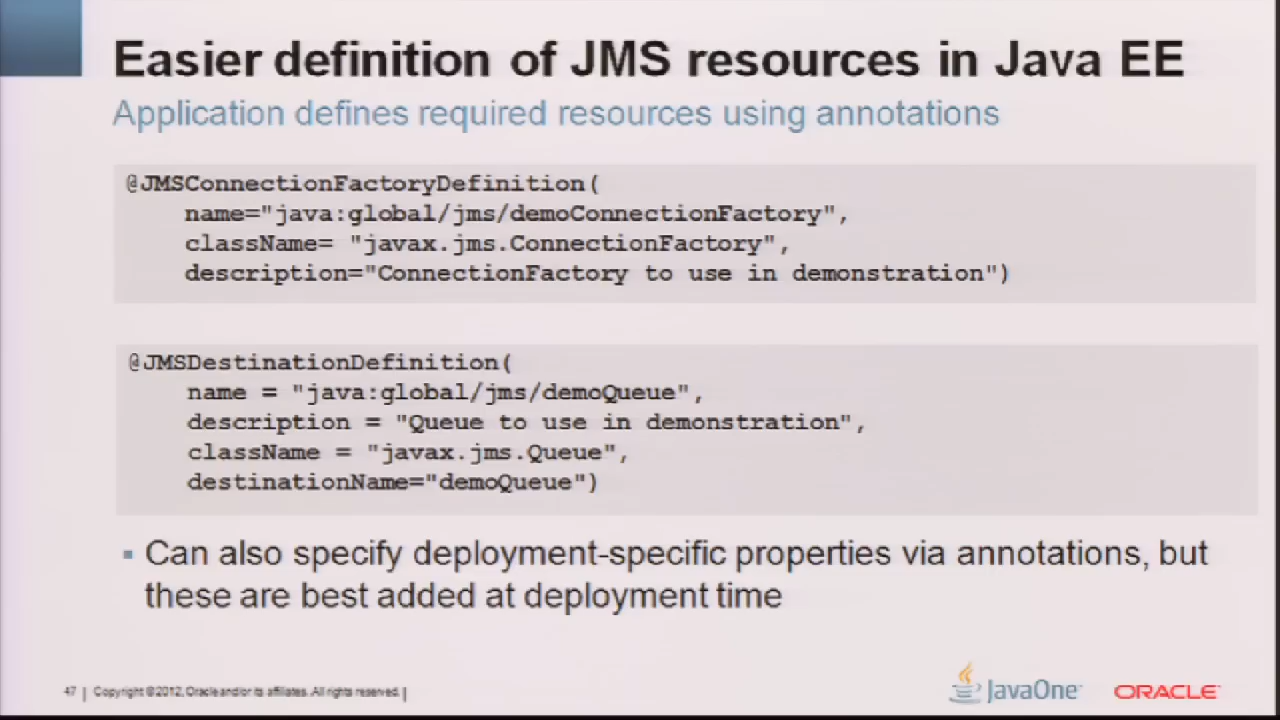 Easier definition of JMS resources in Java EE
Application defines required resources using annotations
@JMSConnectionFactoryDefinition(
name="java:global/jms/demoConnectionFactory",
className= "javax.jms.ConnectionFactory",
description="ConnectionFactory to use in demonstration")
@JMSDestinationDefinition(
name = "java:global/jms/demoQueue",
description = "Queue to use in demonstration",
className = "javax.jms.Queue",
destinationName="demoQueue")
▪ Can also specify deployment-specific properties via annotations, but
these are best added at deployment time
47 | Copyright © 2012, Oracle and/or its affiliates. All rights reserved. |
JavaOne™
ORACLE®